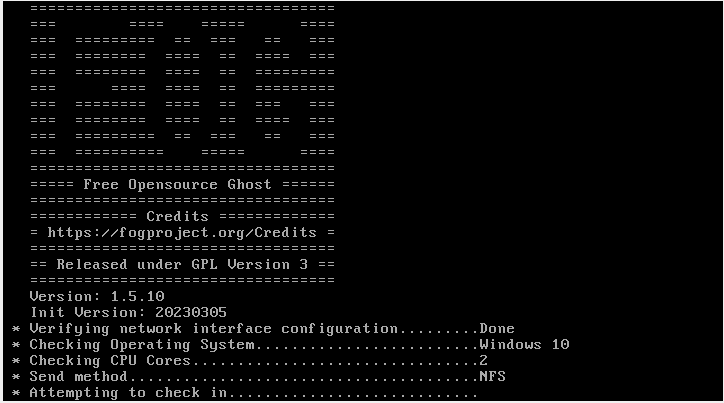 ==================================
===        ====    =====      ====
===  =========  ==  ===   ==   ===
===  ========  ====  ==  ====  ===
===  ========  ====  ==  =========
===      ====  ====  ==  =========
===  ========  ====  ==  ===   ===
===  ========  ====  ==  ====  ===
===  =========  ==  ===   ==   ===
===  ==========    =====      ====
==================================
===== Free Opensource Ghost ======
==================================
============ Credits =============
= https://fogproject.org/Credits =
==================================
== Released under GPL Version 3 ==
==================================
Version: 1.5.10
Init Version: 20230305
* Verifying network interface configuration.........Done
* Checking Operating System.........................Windows 10
* Checking CPU Cores................................2
* Send method.......................................NFS
* Attempting to check in............................